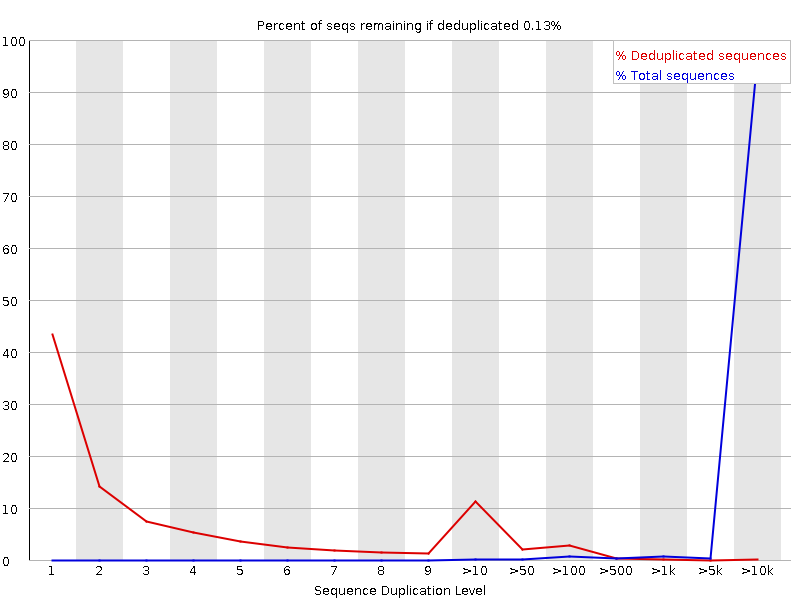 Percent of seqs remaining if deduplicated 0.13%
% Deduplicated sequences
% Total sequences
100
90
80
70
60
50
40
30
20
10
0
1 2 3 4 5 6 7 8 9 >10 >50 >100 >500 >1k >5k >10k
Sequence Duplication Level